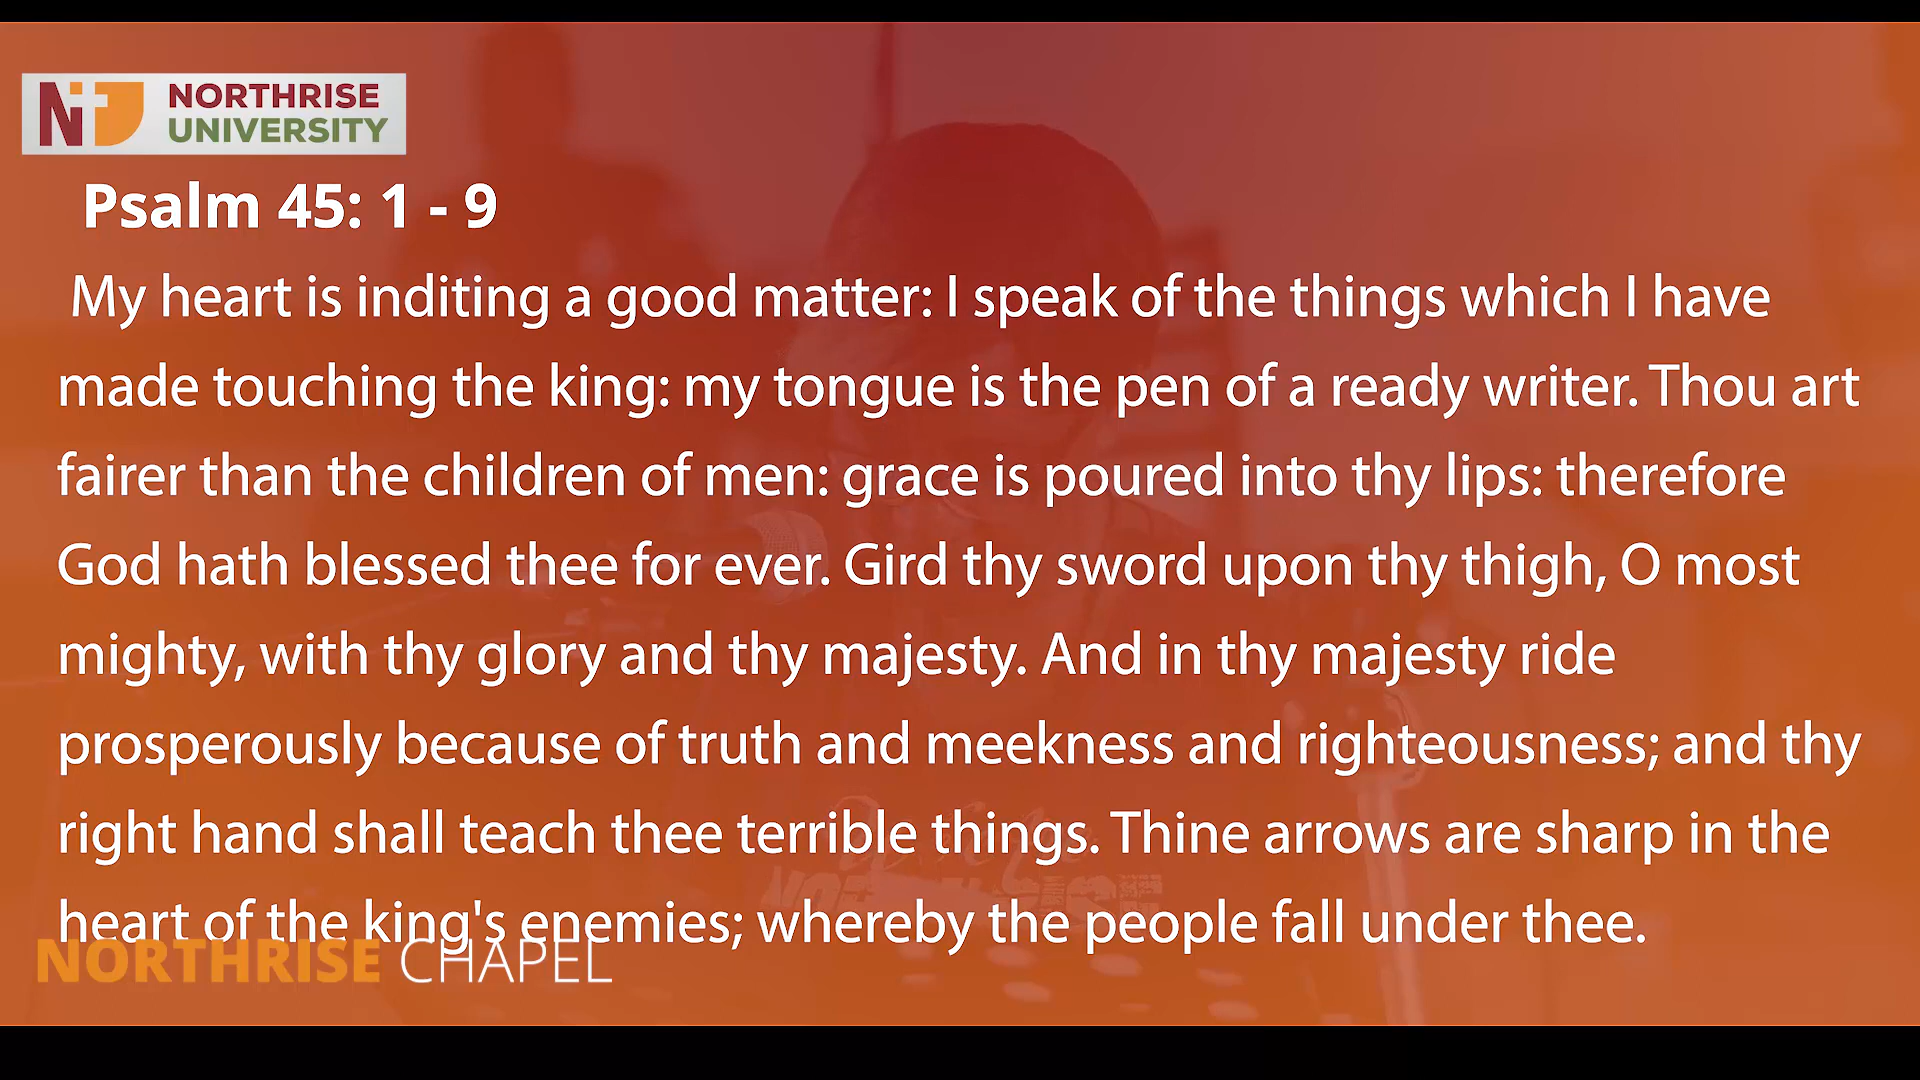 NORTHRISE
UNIVERSITY
Psalm 45: 1 - 9
My heart is inditing a good matter: I speak of the things which I have
made touching the king: my tongue is the pen of a ready writer. Thou art
fairer than the children of men: grace is poured into thy lips: therefore
God hath blessed thee for ever. Gird thy sword upon thy thigh, O most
mighty, with thy glory and thy majesty. And in thy majesty ride
prosperously because of truth and meekness and righteousness; and thy
right hand shall teach thee terrible things. Thine arrows are sharp in the
heart of the king's enemies; whereby the people fall under thee.
NORTHRISE CHAPEL